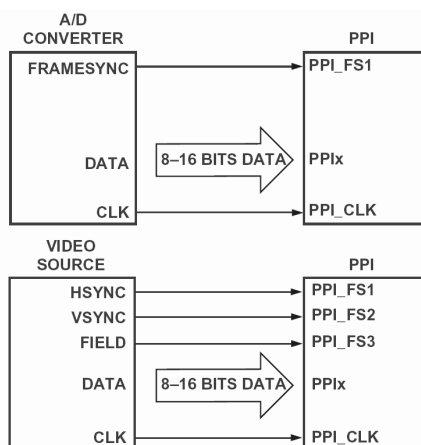 A/D
CONVERTER
PPI
FRAMESYNC
PPI_FS1
DATA
8–16 BITS DATA
PPIx
CLK
PPI_CLK
VIDEO
SOURCE
PPI
HSYNC
PPI_FS1
VSYNC
PPI_FS2
FIELD
PPI_FS3
DATA
8–16 BITS DATA
PPIx
CLK
PPI_CLK